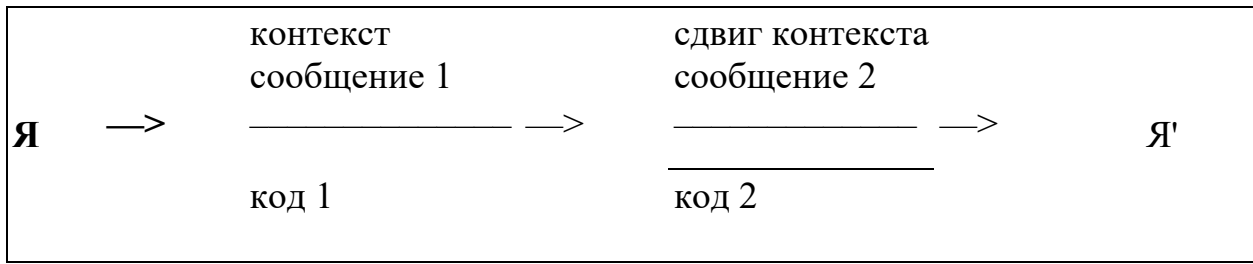 контекст сдвиг контекста
сообщение 1 сообщение 2
Я —> —> —> Я'
код 1 код 2